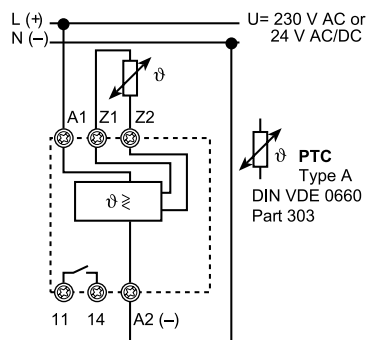 L (+) U= 230 V AC or
N (–) 24 V AC/DC
ϑ
A1 Z1 Z2
ϑ PTC
Type A
DIN VDE 0660
Part 303
ϑ ≷
11 14 A2 (–)